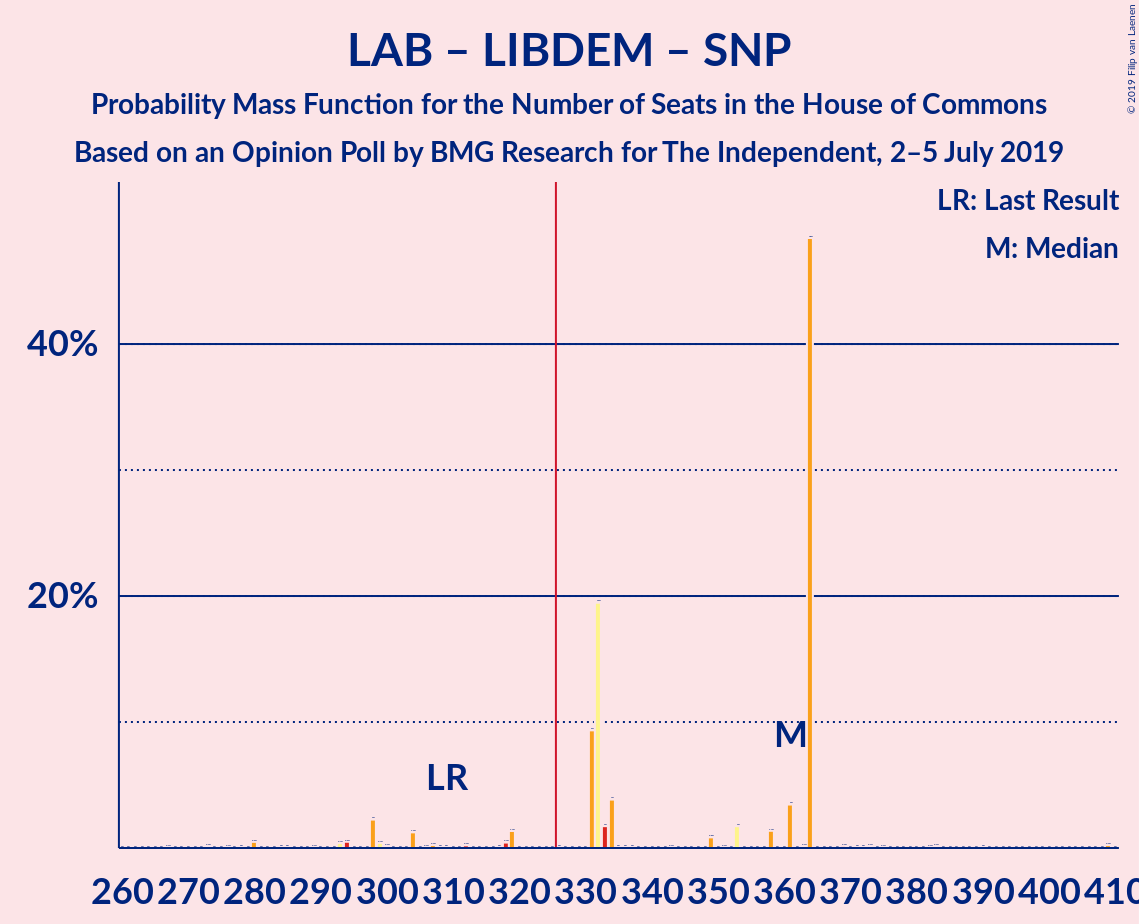 LAB – LIBDEM – SNP
Probability Mass Function for the Number of Seats in the House of Commons
Based on an Opinion Poll by BMG Research for The Independent, 2–5 July 2019
© 2019 Filip van Laenen
LR: Last Result
M: Median
40%
20%
M
LR
260 270 280 290 300 310 320 330 340 350 360 370 380 390 400 410